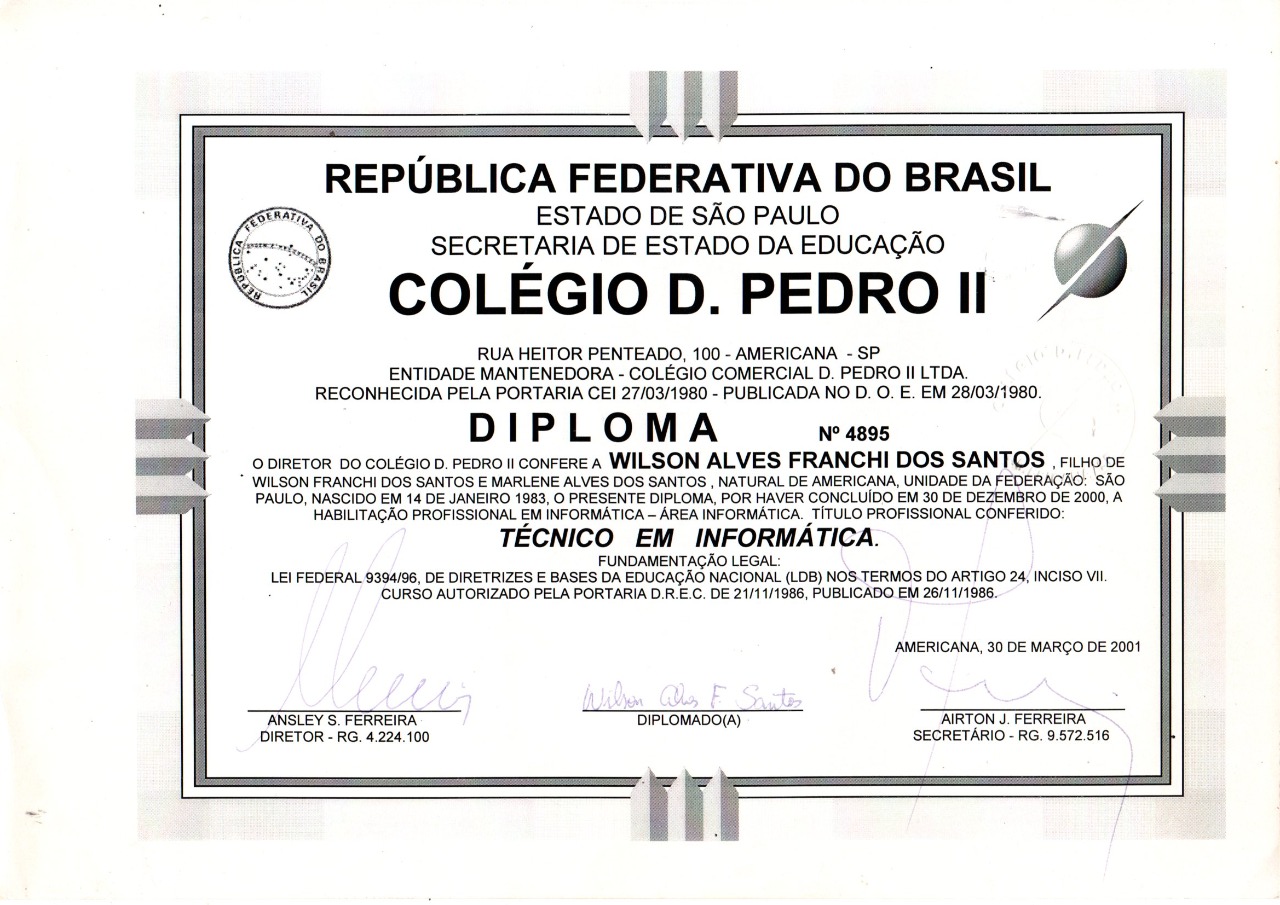 REPÚBLICA FEDERATIVA DO BRASIL
ESTADO DE SÃO PAULO
SECRETARIA DE ESTADO DA EDUCAÇÃO
COLÉGIO D. PEDRO II
REPÚBLICA FEDERATIVA DO BRASIL
RUA HEITOR PENTEADO, 100 - AMERICANA - SP
ENTIDADE MANTENEDORA - COLÉGIO COMERCIAL D. PEDRO II LTDA.
RECONHECIDA PELA PORTARIA CEI 27/03/1980 - PUBLICADA NO D. O. E. EM 28/03/1980.
DIPLOMA Nº 4895
O DIRETOR DO COLÉGIO D. PEDRO II CONFERE A WILSON ALVES FRANCHI DOS SANTOS , FILHO DE
WILSON FRANCHI DOS SANTOS E MARLENE ALVES DOS SANTOS , NATURAL DE AMERICANA, UNIDADE DA FEDERAÇÃO: SÃO
PAULO, NASCIDO EM 14 DE JANEIRO 1983, O PRESENTE DIPLOMA, POR HAVER CONCLUÍDO EM 30 DE DEZEMBRO DE 2000, A
HABILITAÇÃO PROFISSIONAL EM INFORMÁTICA – ÁREA INFORMÁTICA. TÍTULO PROFISSIONAL CONFERIDO:
TÉCNICO EM INFORMÁTICA.
FUNDAMENTAÇÃO LEGAL:
LEI FEDERAL 9394/96, DE DIRETRIZES E BASES DA EDUCAÇÃO NACIONAL (LDB) NOS TERMOS DO ARTIGO 24, INCISO VII.
CURSO AUTORIZADO PELA PORTARIA D.R.E.C. DE 21/11/1986, PUBLICADO EM 26/11/1986.
AMERICANA, 30 DE MARÇO DE 2001
Wilson Alves F. Santos
ANSLEY S. FERREIRA
DIRETOR - RG. 4.224.100
DIPLOMADO(A)
AIRTON J. FERREIRA
SECRETÁRIO - RG. 9.572.516